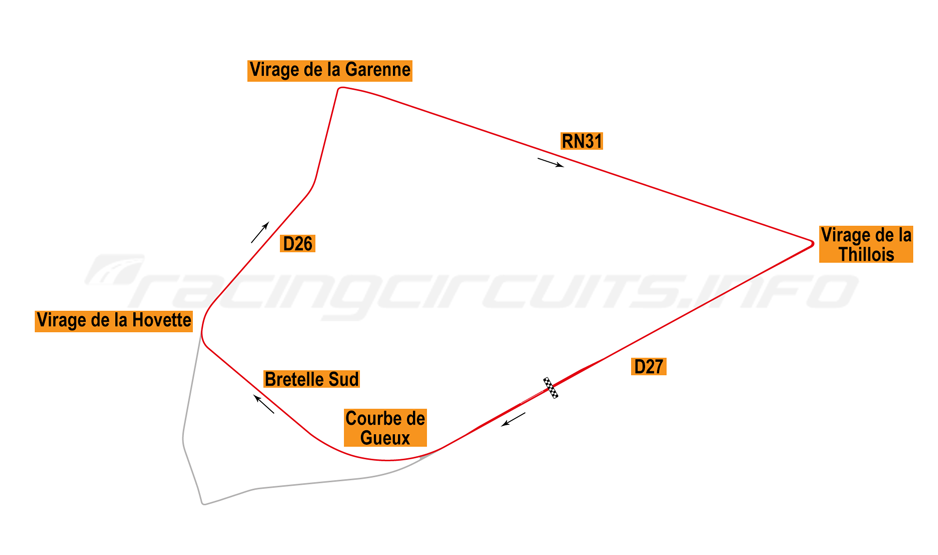 Virage de la Garenne
RN31
Virage de la
Thillois
D26
racingcircuits.info
Virage de la Hovette
D27
Bretelle Sud
Courbe de
Gueux